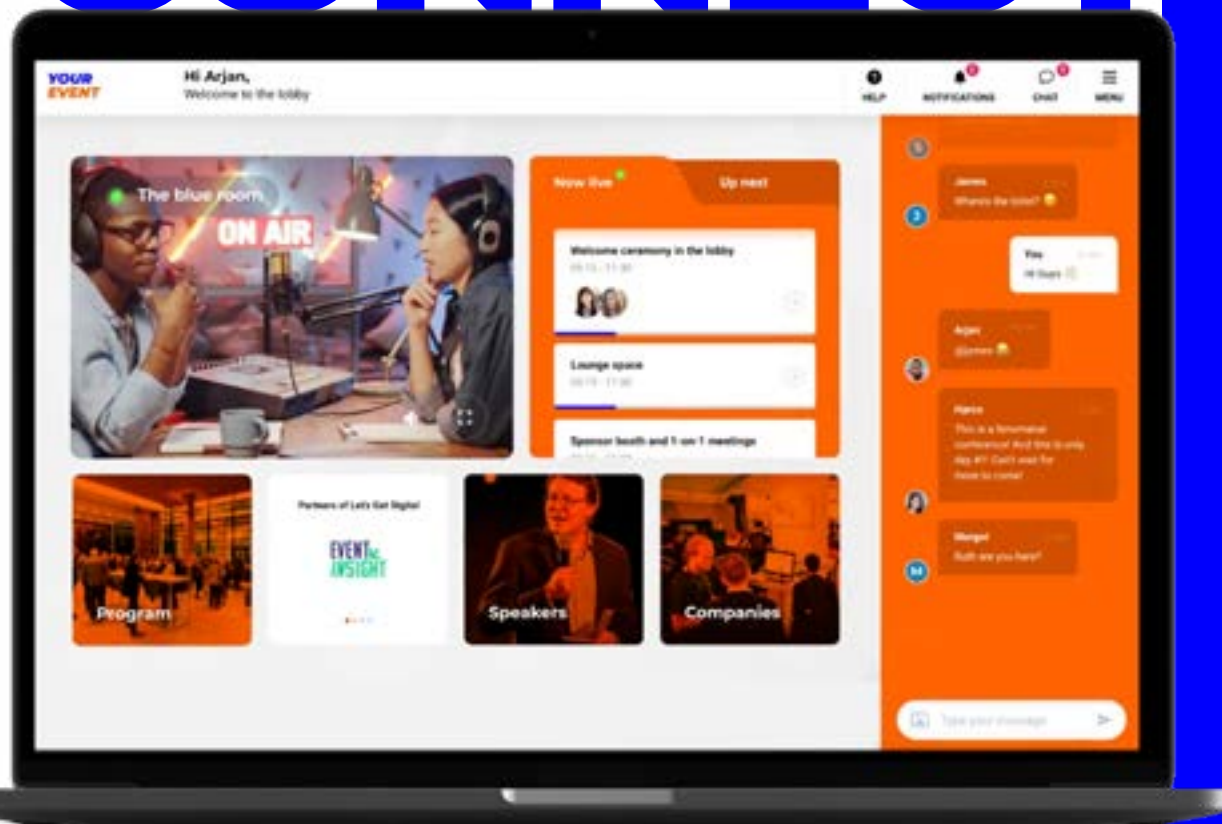 YOUR
EVENT
Hi Arjan,
Welcome to the lobby
HELP
NOTIFICATIONS
CHAT
MENU
The blue room
ON AIR
Now live
Up next
Welcome ceremony in the lobby
Lounge space
Sponsor booth and 1-on-1 meetings
Program
Partners of Let's Get Digital
EVENT
INSIGHT
Speakers
Companies
James
Where's the toilet?
You
Hi Guys
Arjan
@James
This is a
conference! And this is only
day #1! Can't wait for
more to come!
Margot
Ruth are you here?
Type your message